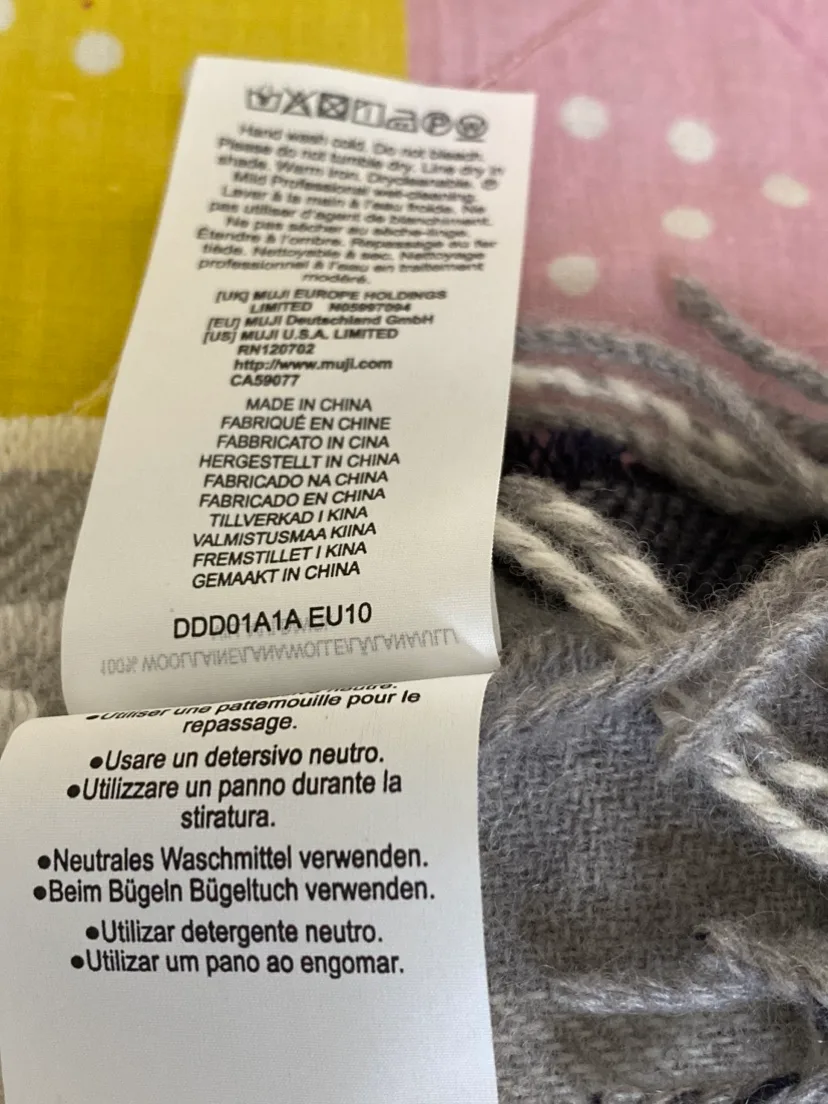 Hand wash cold. Do not bleach.
Please do not tumble dry. Line dry in
shade. Warm iron. Drycleanable. Ⓟ
Mild Professional wet-cleaning.
Laver à la main à l'eau froide. Ne
pas utiliser d'agent de blanchiment.
Ne pas sécher au sèche-linge.
Étendre à l'ombre. Repassage au fer
tiède. Nettoyable à sec. Nettoyage
professionnel à l'eau en traitement
modéré.
[UK] MUJI EUROPE HOLDINGS
LIMITED N05997094
[EU] MUJI Deutschland GmbH
[US] MUJI U.S.A. LIMITED
RN120702
http://www.muji.com
CA59077
MADE IN CHINA
FABRIQUÉ EN CHINE
FABBRICATO IN CINA
HERGESTELLT IN CHINA
FABRICADO NA CHINA
FABRICADO EN CHINA
TILLVERKAD I KINA
VALMISTUSMAA KIINA
FREMSTILLET I KINA
GEMAAKT IN CHINA
DDD01A1A EU10
●Utiliser une pattemouille pour le
repassage.
●Usare un detersivo neutro.
●Utilizzare un panno durante la
stiratura.
●Neutrales Waschmittel verwenden.
●Beim Bügeln Bügeltuch verwenden.
●Utilizar detergente neutro.
●Utilizar um pano ao engomar.